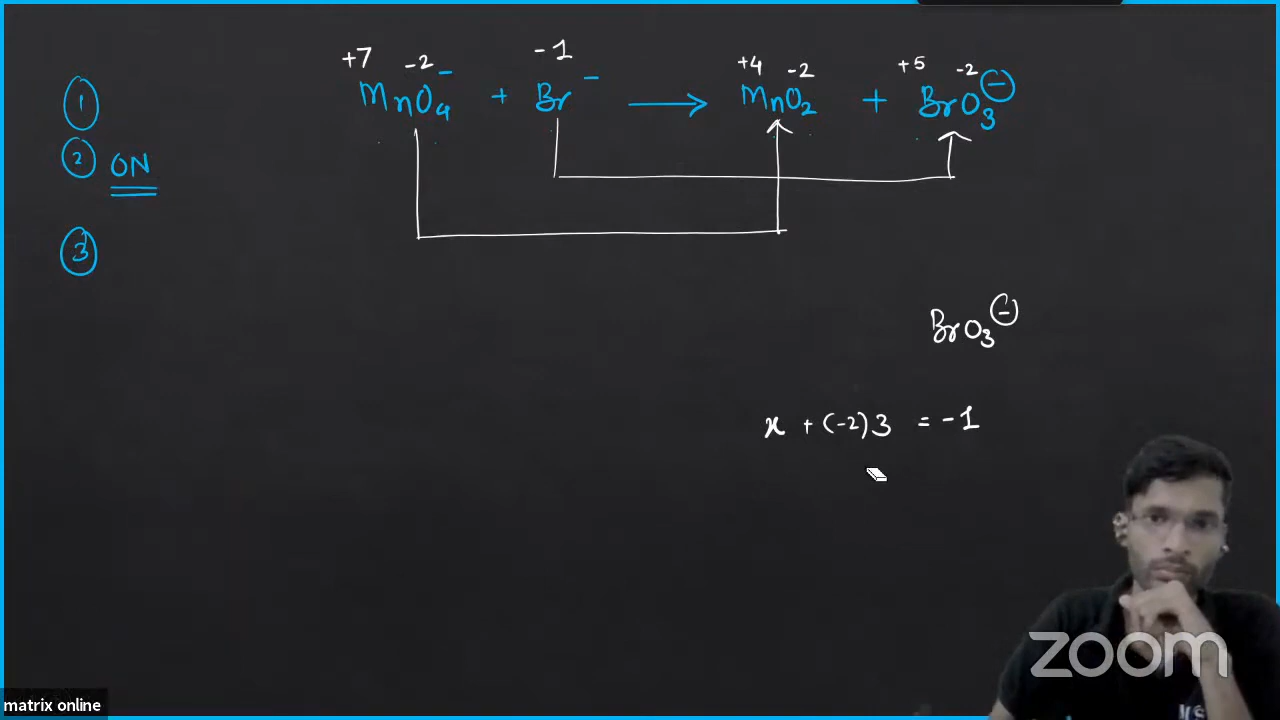 +7 -2 -1 +4 -2 +5 -2
① MnO₄⁻ + Br⁻ ⟶ MnO₂ + BrO₃⊖
② ON
③
BrO₃⊖
x + (-2)3 = -1
zoom
matrix online